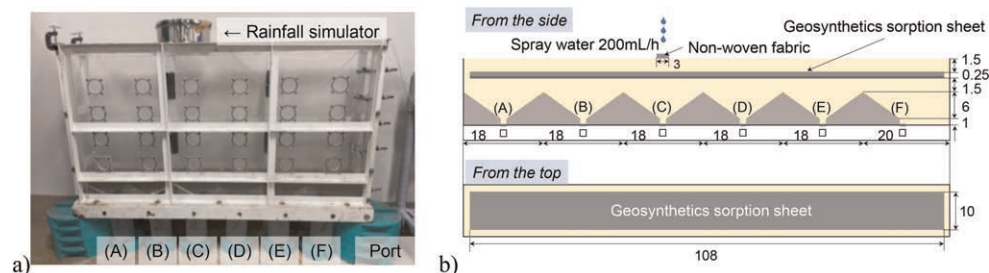 ← Rainfall simulator
(A) (B) (C) (D) (E) (F) Port
a)
From the side
Geosynthetics sorption sheet
Spray water 200mL/h
Non-woven fabric
3
1.5
0.25
1.5
6
1
(A) (B) (C) (D) (E) (F)
18 18 18 18 18 20
From the top
Geosynthetics sorption sheet
10
108
b)